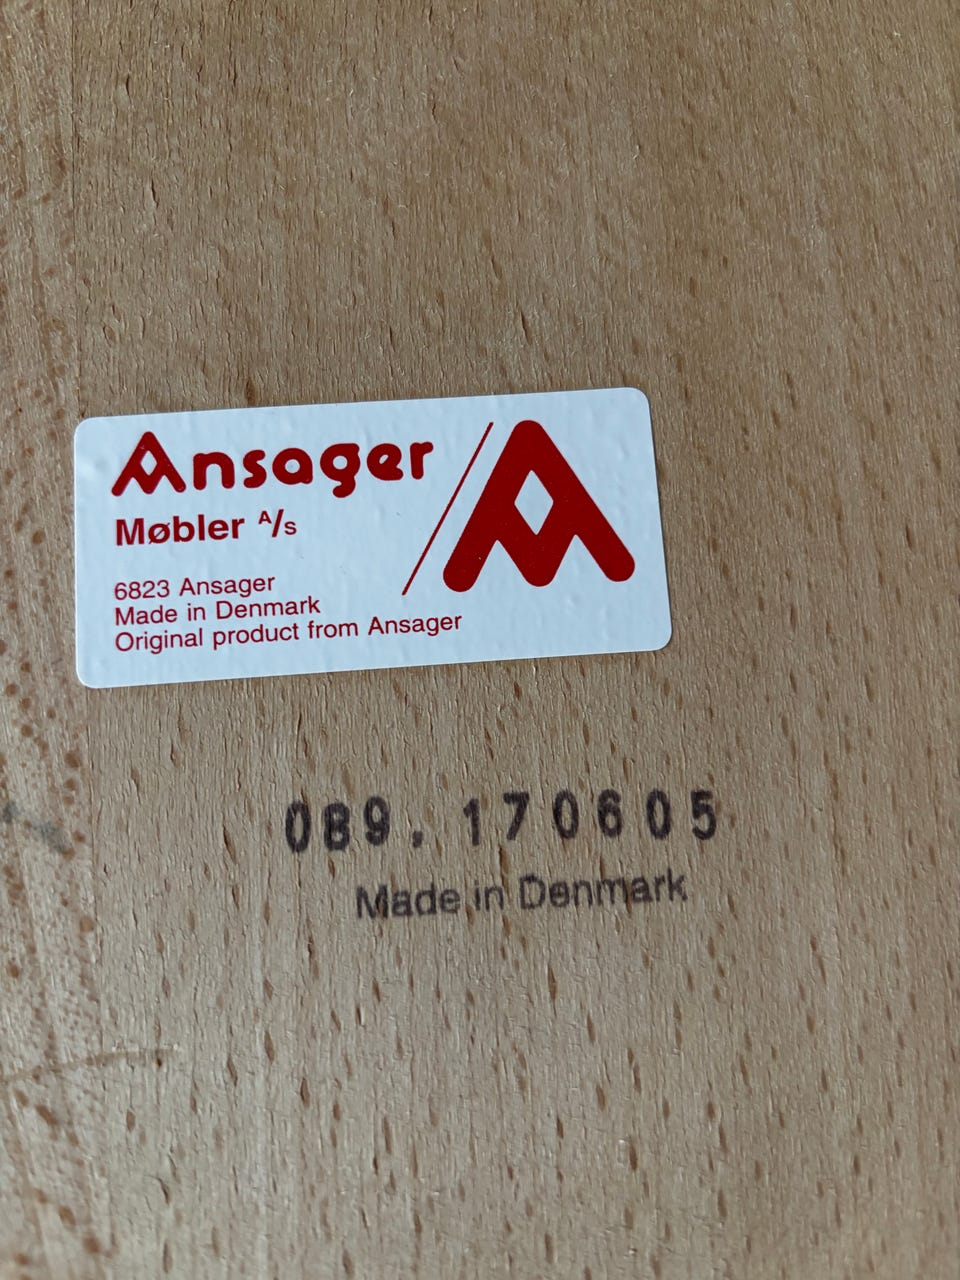 Ansager
Møbler A/S
6823 Ansager
Made in Denmark
Original product from Ansager
089. 170605
Made in Denmark